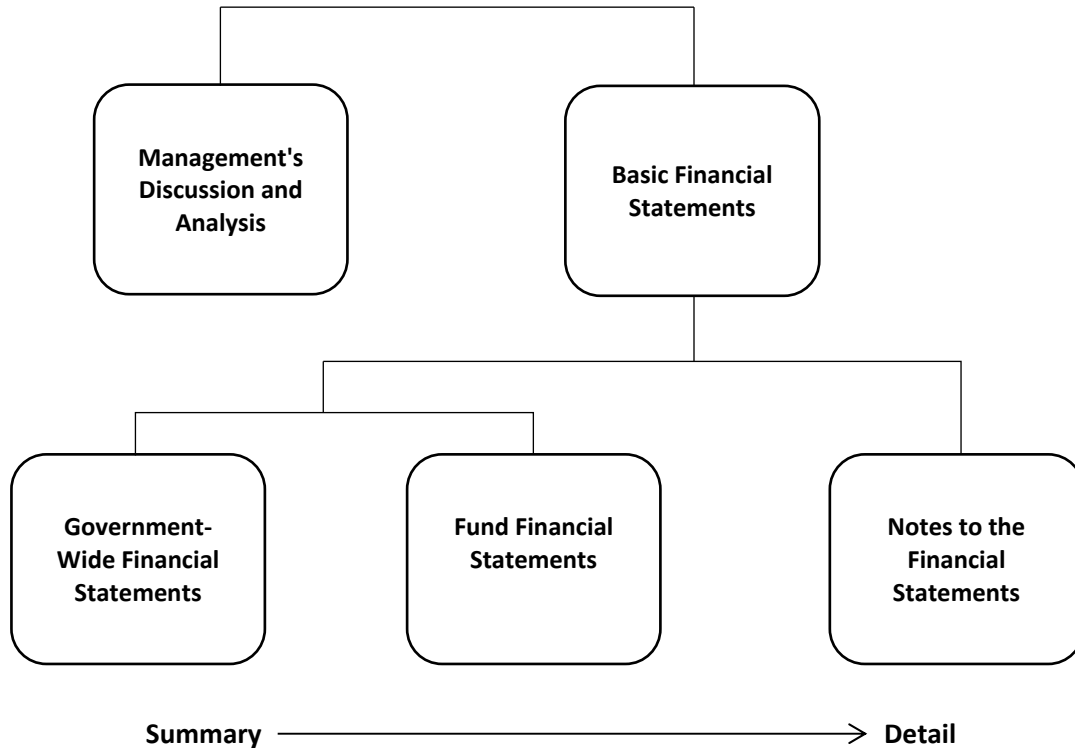 Management's
Discussion and
Analysis
Basic Financial
Statements
Government-
Wide Financial
Statements
Fund Financial
Statements
Notes to the
Financial
Statements
Summary
Detail